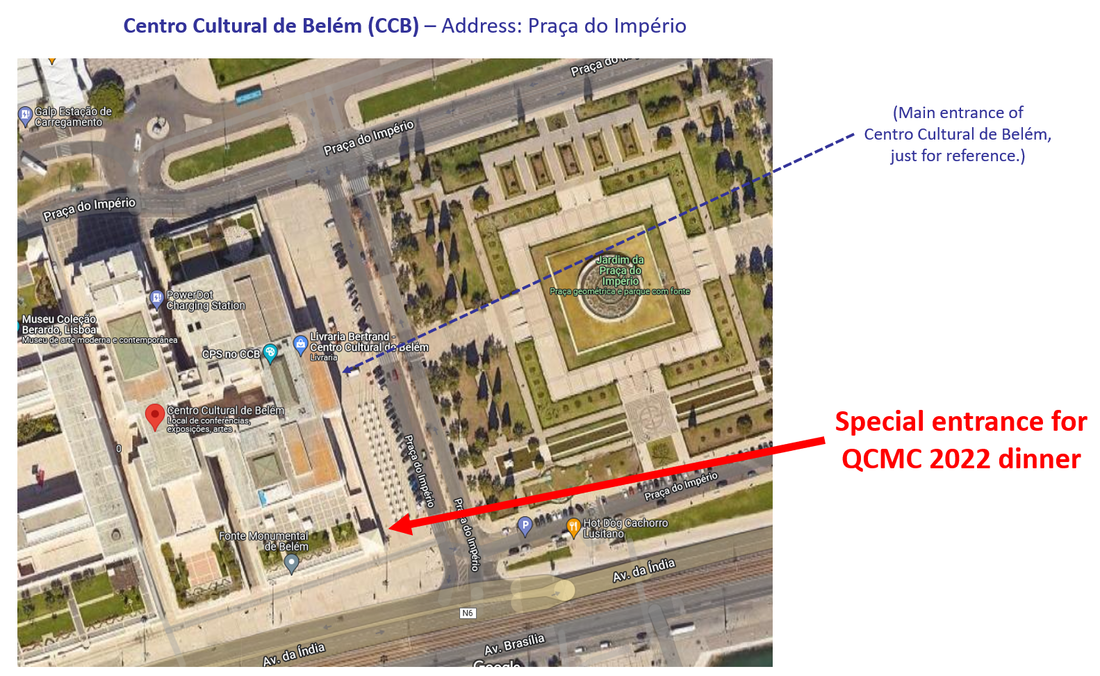 Centro Cultural de Belém (CCB) – Address: Praça do Império
Praça do
Galp Estação de
Carregamento
Praça do Império
Praça do Império
(Main entrance of
Centro Cultural de Belém,
just for reference.)
Jardim da
Praça do
Império
Praça geométrica e parque com fonte
PowerDot
Charging Station
Museu Coleção
Berardo, Lisboa
Museu de arte moderna e contemporânea
Livraria Bertrand
Centro Cultural de Belém
Livraria
CPS no CCB
Centro Cultural de Belém
Local de conferências,
exposições, artes...
0
Special entrance for
QCMC 2022 dinner
Praça do Império
Praça do Império
Praça do Império
P
Hot Dog Cachorro
Lusitano
Fonte Monumental
de Belém
Av. da Índia
N6
Av. da Índia
Av. Brasília
Google